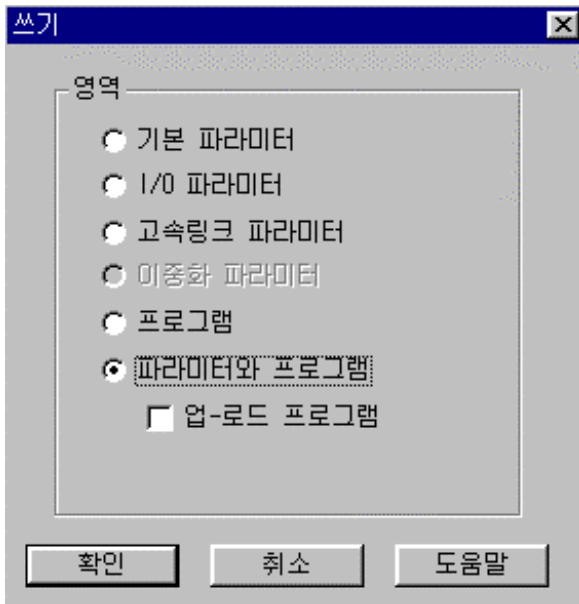 쓰기
영역
기본 파라미터
I/O 파라미터
고속링크 파라미터
이중화 파라미터
프로그램
파라미터와 프로그램
업-로드 프로그램
확인 취소 도움말